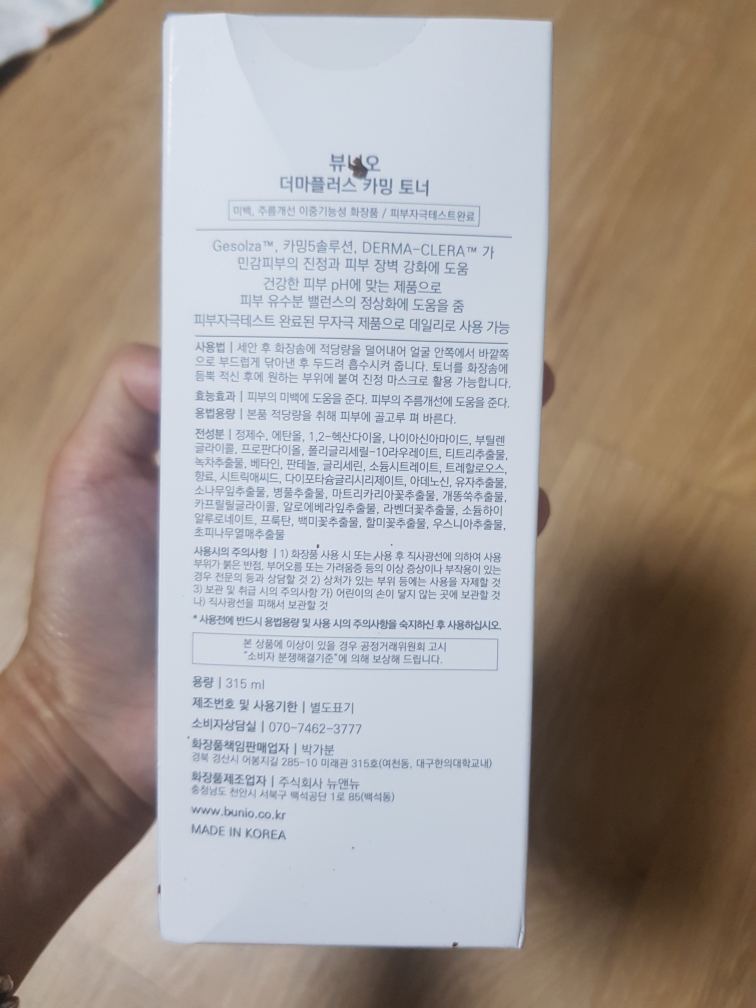 뷰니오
더마플러스 카밍 토너
미백, 주름개선 이중기능성 화장품 / 피부자극테스트완료
Gesolza™, 카밍5솔루션, DERMA-CLERA™ 가
민감피부의 진정과 피부 장벽 강화에 도움
건강한 피부 pH에 맞는 제품으로
피부 유수분 밸런스의 정상화에 도움을 줌
피부자극테스트 완료된 무자극 제품으로 데일리로 사용 가능
사용법 | 세안 후 화장솜에 적당량을 덜어내어 얼굴 안쪽에서 바깥쪽
으로 부드럽게 닦아낸 후 두드려 흡수시켜 줍니다. 토너를 화장솜에
듬뿍 적신 후에 원하는 부위에 붙여 진정 마스크로 활용 가능합니다.
효능효과 | 피부의 미백에 도움을 준다. 피부의 주름개선에 도움을 준다.
용법용량 | 본품 적당량을 취해 피부에 골고루 펴 바른다.
전성분 | 정제수, 에탄올, 1,2-헥산다이올, 나이아신아마이드, 부틸렌
글라이콜, 프로판다이올, 폴리글리세릴-10라우레이트, 티트리추출물,
녹차추출물, 베타인, 판테놀, 글리세린, 소듐시트레이트, 트레할로오스,
향료, 시트릭애씨드, 다이포타슘글리시리제이트, 아데노신, 유자추출물,
소나무잎추출물, 병풀추출물, 마트리카리아꽃추출물, 개똥쑥추출물,
카프릴릴글라이콜, 알로에베라잎추출물, 라벤더꽃추출물, 소듐하이
알루로네이트, 프룩탄, 백미꽃추출물, 할미꽃추출물, 우스니아추출물,
초피나무열매추출물
사용시의 주의사항 | 1) 화장품 사용 시 또는 사용 후 직사광선에 의하여 사용
부위가 붉은 반점, 부어오름 또는 가려움증 등의 이상 증상이나 부작용이 있는
경우 전문의 등과 상담할 것 2) 상처가 있는 부위 등에는 사용을 자제할 것
3) 보관 및 취급 시의 주의사항 가) 어린이의 손이 닿지 않는 곳에 보관할 것
나) 직사광선을 피해서 보관할 것
* 사용전에 반드시 용법용량 및 사용 시의 주의사항을 숙지하신 후 사용하십시오.
본 상품에 이상이 있을 경우 공정거래위원회 고시
"소비자 분쟁해결기준"에 의해 보상해 드립니다.
용량 | 315 ml
제조번호 및 사용기한 | 별도표기
소비자상담실 | 070-7462-3777
화장품책임판매업자 | 박가분
경북 경산시 어봉지길 285-10 미래관 315호(여천동, 대구한의대학교내)
화장품제조업자 | 주식회사 뉴앤뉴
충청남도 천안시 서북구 백석공단 1로 85(백석동)
www.bunio.co.kr
MADE IN KOREA